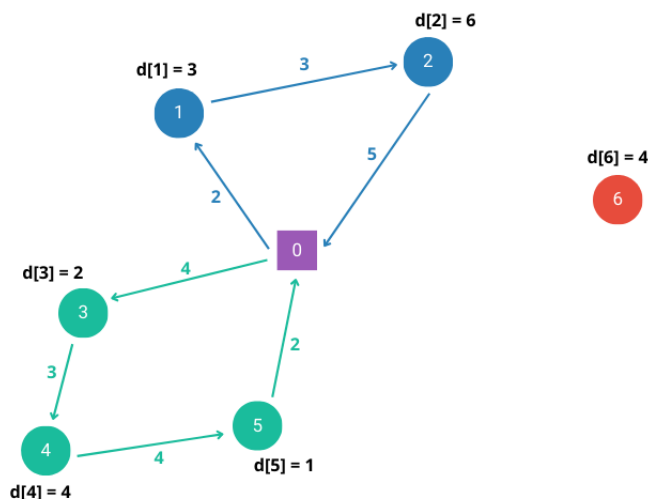 d[2] = 6
2
3
d[1] = 3
1
5
d[6] = 4
6
2
0
4
d[3] = 2
3
2
3
5
4
4
d[5] = 1
d[4] = 4